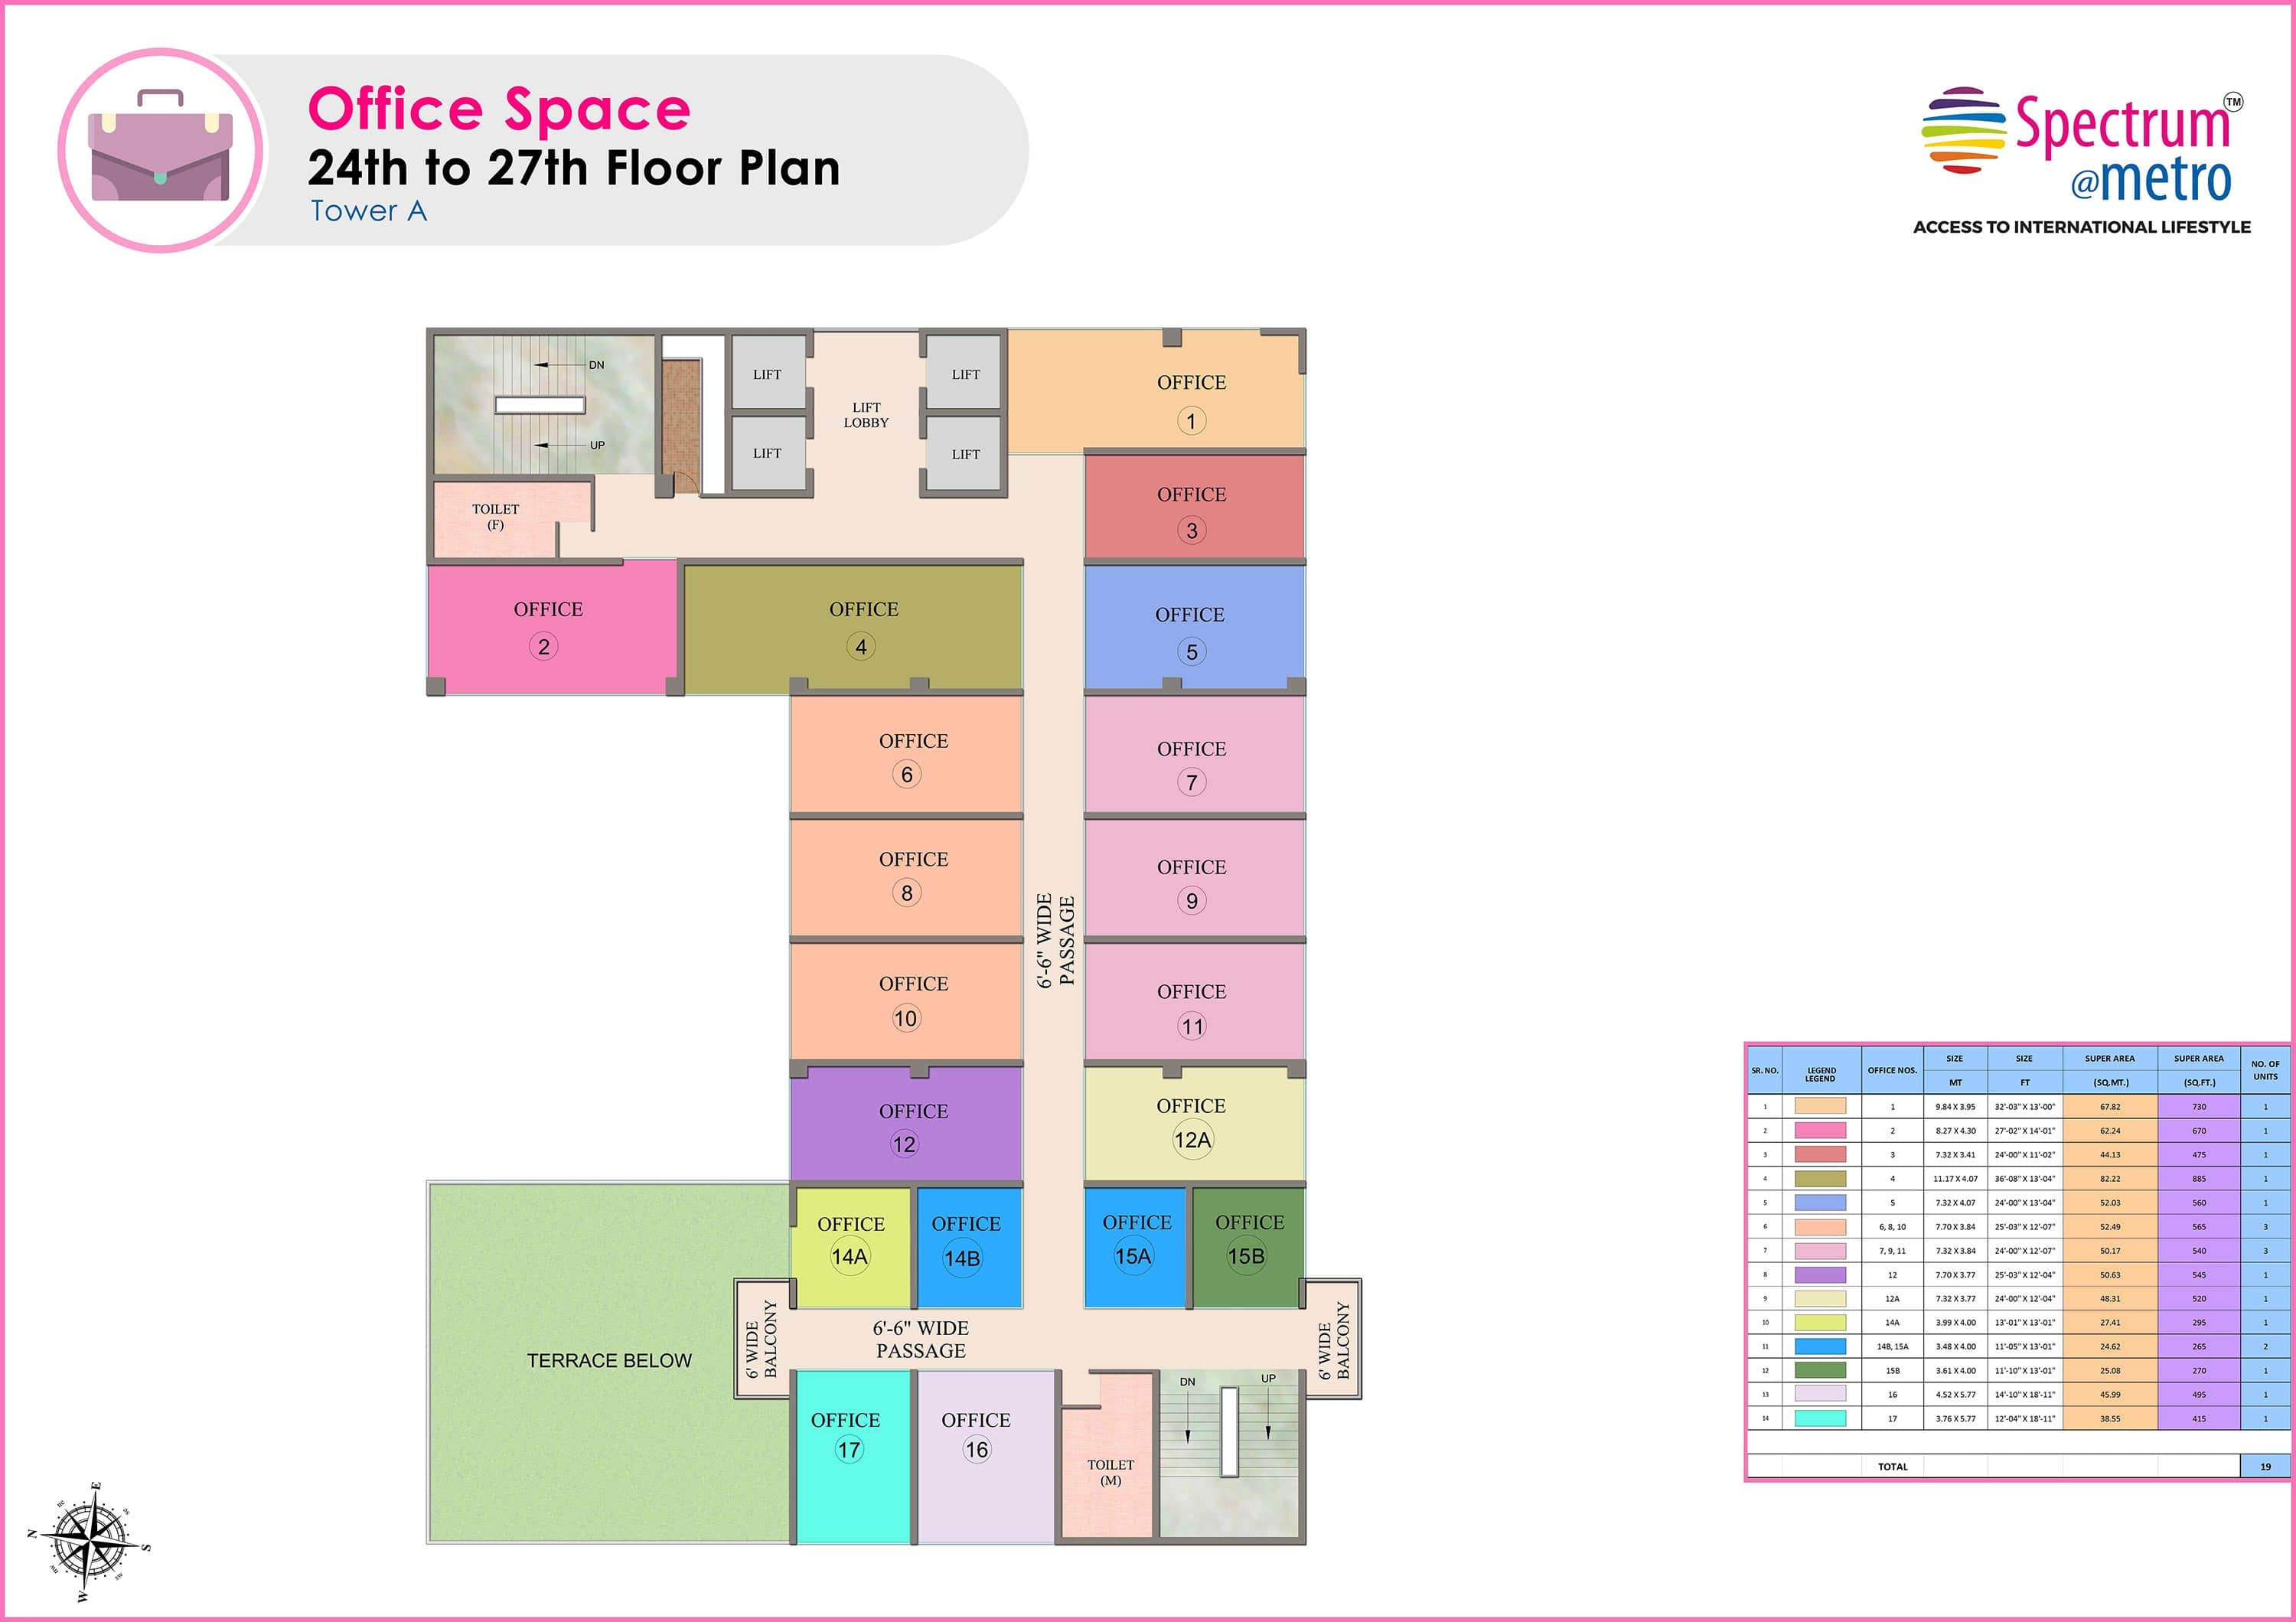 Office Space
24th to 27th Floor Plan
Tower A
Spectrum TM
@metro
ACCESS TO INTERNATIONAL LIFESTYLE
DN
UP
LIFT
LIFT
LIFT
LIFT
LIFT
LOBBY
OFFICE
1
TOILET
(F)
OFFICE
3
OFFICE
2
OFFICE
4
OFFICE
5
OFFICE
6
OFFICE
7
OFFICE
8
OFFICE
9
6'-6" WIDE
PASSAGE
OFFICE
10
OFFICE
11
OFFICE
12
OFFICE
12A
OFFICE
14A
OFFICE
14B
OFFICE
15A
OFFICE
15B
TERRACE BELOW
6' WIDE
BALCONY
6'-6" WIDE
PASSAGE
6' WIDE
BALCONY
OFFICE
17
OFFICE
16
TOILET
(M)
DN
UP
SR. NO. LEGEND LEGEND OFFICE NOS. SIZE MT SIZE FT SUPER AREA (SQ.MT.) SUPER AREA (SQ.FT.) NO. OF UNITS
1 1 9.84 X 3.95 32'-03" X 13'-00" 67.82 730 1
2 2 8.27 X 4.30 27'-02" X 14'-01" 62.24 670 1
3 3 7.32 X 3.41 24'-00" X 11'-02" 44.13 475 1
4 4 11.17 X 4.07 36'-08" X 13'-04" 82.22 885 1
5 5 7.32 X 4.07 24'-00" X 13'-04" 52.03 560 1
6 6, 8, 10 7.70 X 3.84 25'-03" X 12'-07" 52.49 565 3
7 7, 9, 11 7.32 X 3.84 24'-00" X 12'-07" 50.17 540 3
8 12 7.70 X 3.77 25'-03" X 12'-04" 50.63 545 1
9 12A 7.32 X 3.77 24'-00" X 12'-04" 48.31 520 1
10 14A 3.99 X 4.00 13'-01" X 13'-01" 27.41 295 1
11 14B, 15A 3.48 X 4.00 11'-05" X 13'-01" 24.62 265 2
12 15B 3.61 X 4.00 11'-10" X 13'-01" 25.08 270 1
13 16 4.52 X 5.77 14'-10" X 18'-11" 45.99 495 1
14 17 3.76 X 5.77 12'-04" X 18'-11" 38.55 415 1
TOTAL 19
E
N
S
W